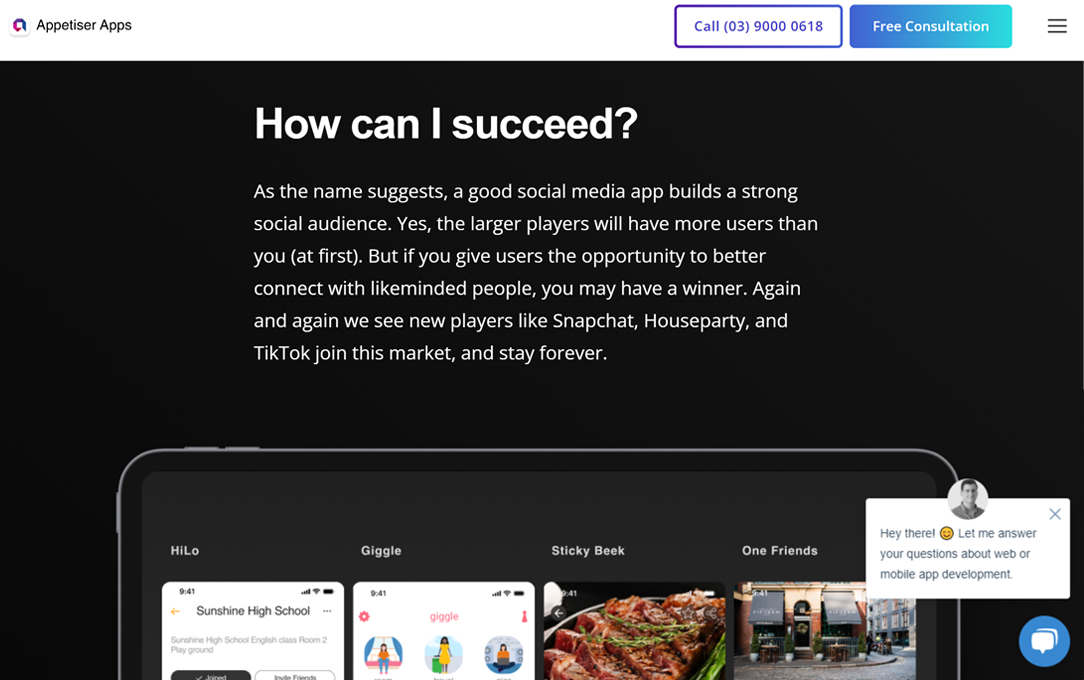 Appetiser Apps
Call (03) 9000 0618
Free Consultation
How can I succeed?
As the name suggests, a good social media app builds a strong
social audience. Yes, the larger players will have more users than
you (at first). But if you give users the opportunity to better
connect with likeminded people, you may have a winner. Again
and again we see new players like Snapchat, Houseparty, and
TikTok join this market, and stay forever.
HiLo
Giggle
Sticky Beek
One Friends
9:41
Sunshine High School
Sunshine High School English class Room 2
Play ground
Joined
Invite Friends
9:41
giggle
9:41
9:41
Hey there! 😊 Let me answer
your questions about web or
mobile app development.